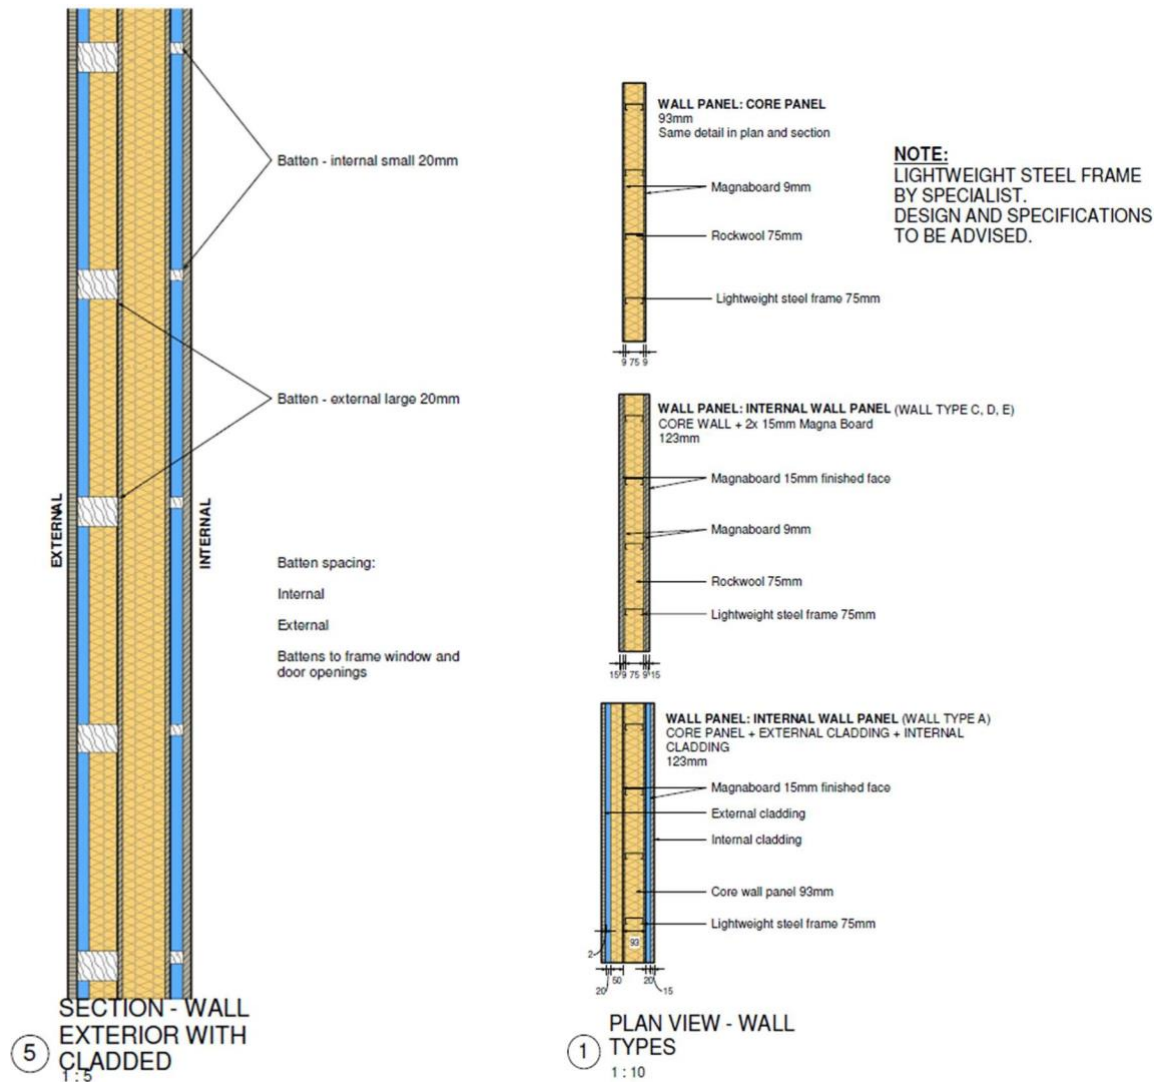 Batten - internal small 20mm
Batten - external large 20mm
EXTERNAL
INTERNAL
Batten spacing:
Internal
External
Battens to frame window and
door openings
5
SECTION - WALL
EXTERIOR WITH
CLADDED
1 : 5
WALL PANEL: CORE PANEL
93mm
Same detail in plan and section
Magnaboard 9mm
Rockwool 75mm
Lightweight steel frame 75mm
9 75 9
NOTE:
LIGHTWEIGHT STEEL FRAME
BY SPECIALIST.
DESIGN AND SPECIFICATIONS
TO BE ADVISED.
WALL PANEL: INTERNAL WALL PANEL (WALL TYPE C, D, E)
CORE WALL + 2x 15mm Magna Board
123mm
Magnaboard 15mm finished face
Magnaboard 9mm
Rockwool 75mm
Lightweight steel frame 75mm
15 9 75 9 15
WALL PANEL: INTERNAL WALL PANEL (WALL TYPE A)
CORE PANEL + EXTERNAL CLADDING + INTERNAL
CLADDING
123mm
Magnaboard 15mm finished face
External cladding
Internal cladding
Core wall panel 93mm
Lightweight steel frame 75mm
93
2
20 50 20 15
1
PLAN VIEW - WALL
TYPES
1 : 10